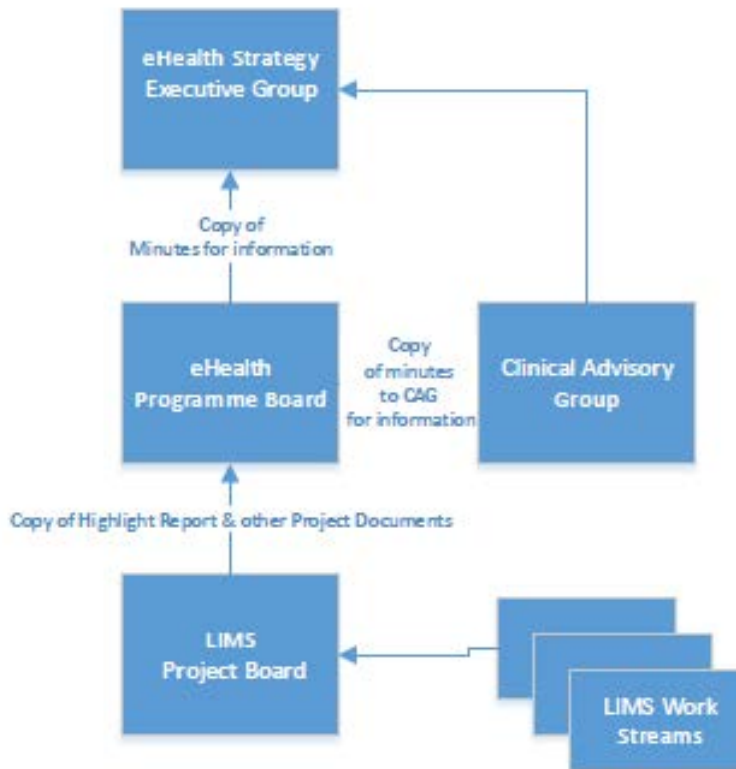 eHealth Strategy
Executive Group
Copy of
Minutes for information
eHealth
Programme Board
Copy
of minutes
to CAG
for information
Clinical Advisory
Group
Copy of Highlight Report & other Project Documents
LIMS
Project Board
LIMS Work
Streams